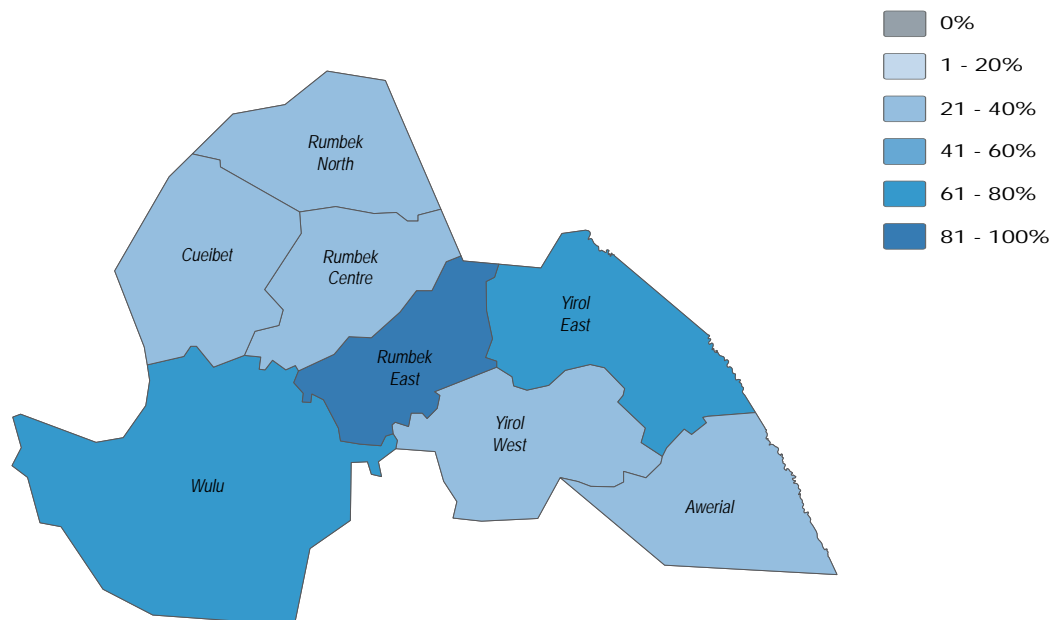 0%
1 - 20%
21 - 40%
41 - 60%
61 - 80%
81 - 100%
Rumbek
North
Cueibet
Rumbek
Centre
Yirol
East
Rumbek
East
Yirol
West
Wulu
Awerial